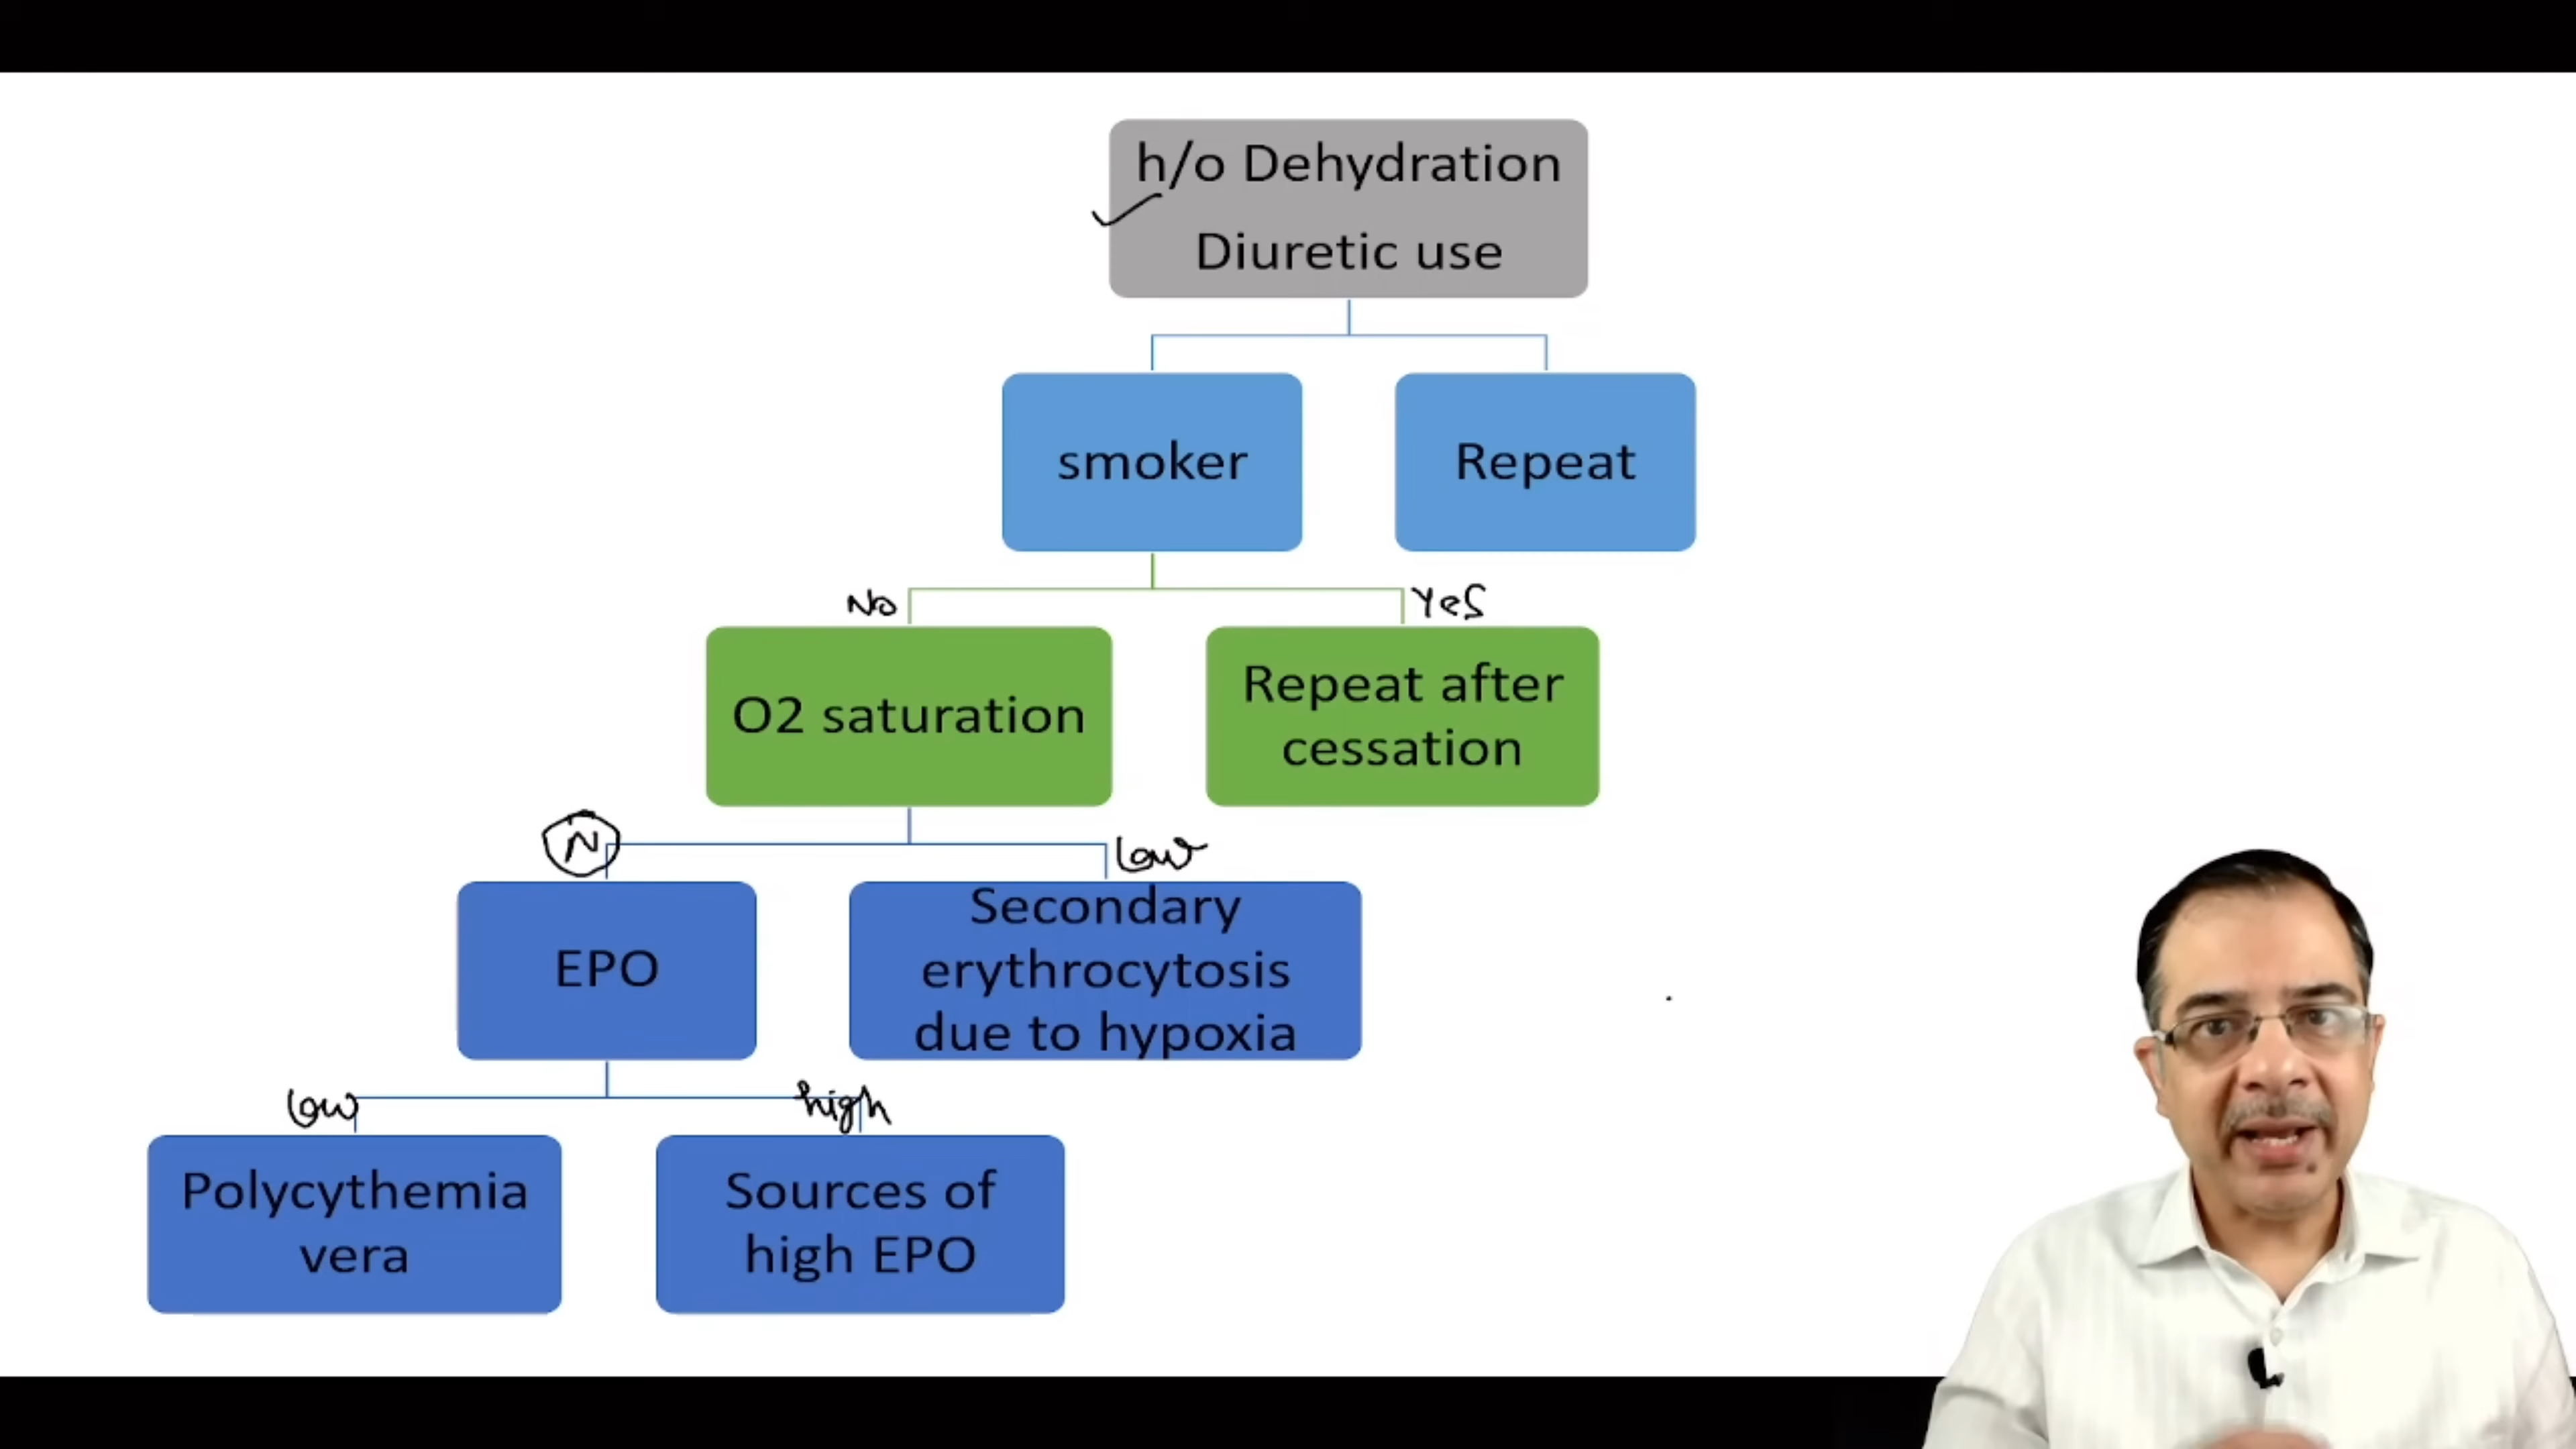 h/o Dehydration
Diuretic use
smoker
Repeat
No
Yes
O2 saturation
Repeat after
cessation
N
Low
EPO
Secondary
erythrocytosis
due to hypoxia
Low
high
Polycythemia
vera
Sources of
high EPO